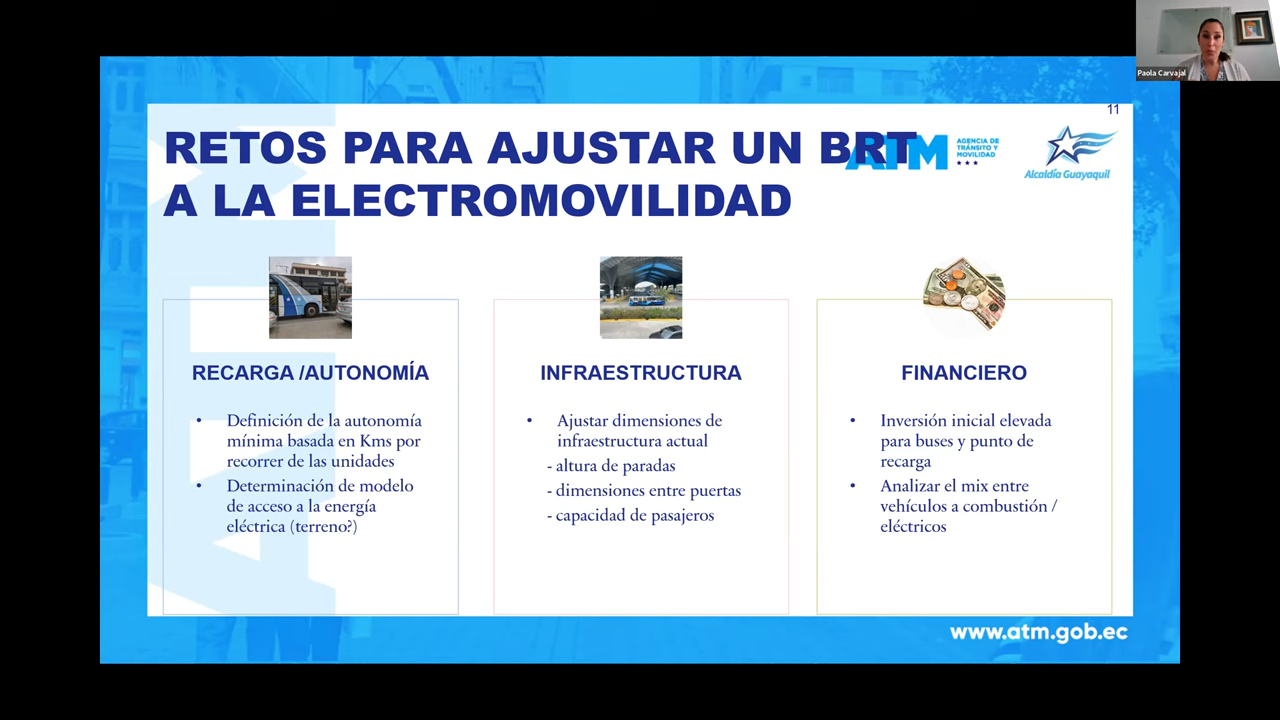 Paola Carvajal
11
RETOS PARA AJUSTAR UN BRT
A LA ELECTROMOVILIDAD
ATM
AGENCIA DE
TRÁNSITO Y
MOVILIDAD
Alcaldía Guayaquil
RECARGA /AUTONOMÍA
• Definición de la autonomía
mínima basada en Kms por
recorrer de las unidades
• Determinación de modelo
de acceso a la energía
eléctrica (terreno?)
INFRAESTRUCTURA
• Ajustar dimensiones de
infraestructura actual
- altura de paradas
- dimensiones entre puertas
- capacidad de pasajeros
FINANCIERO
• Inversión inicial elevada
para buses y punto de
recarga
• Analizar el mix entre
vehículos a combustión /
eléctricos
www.atm.gob.ec